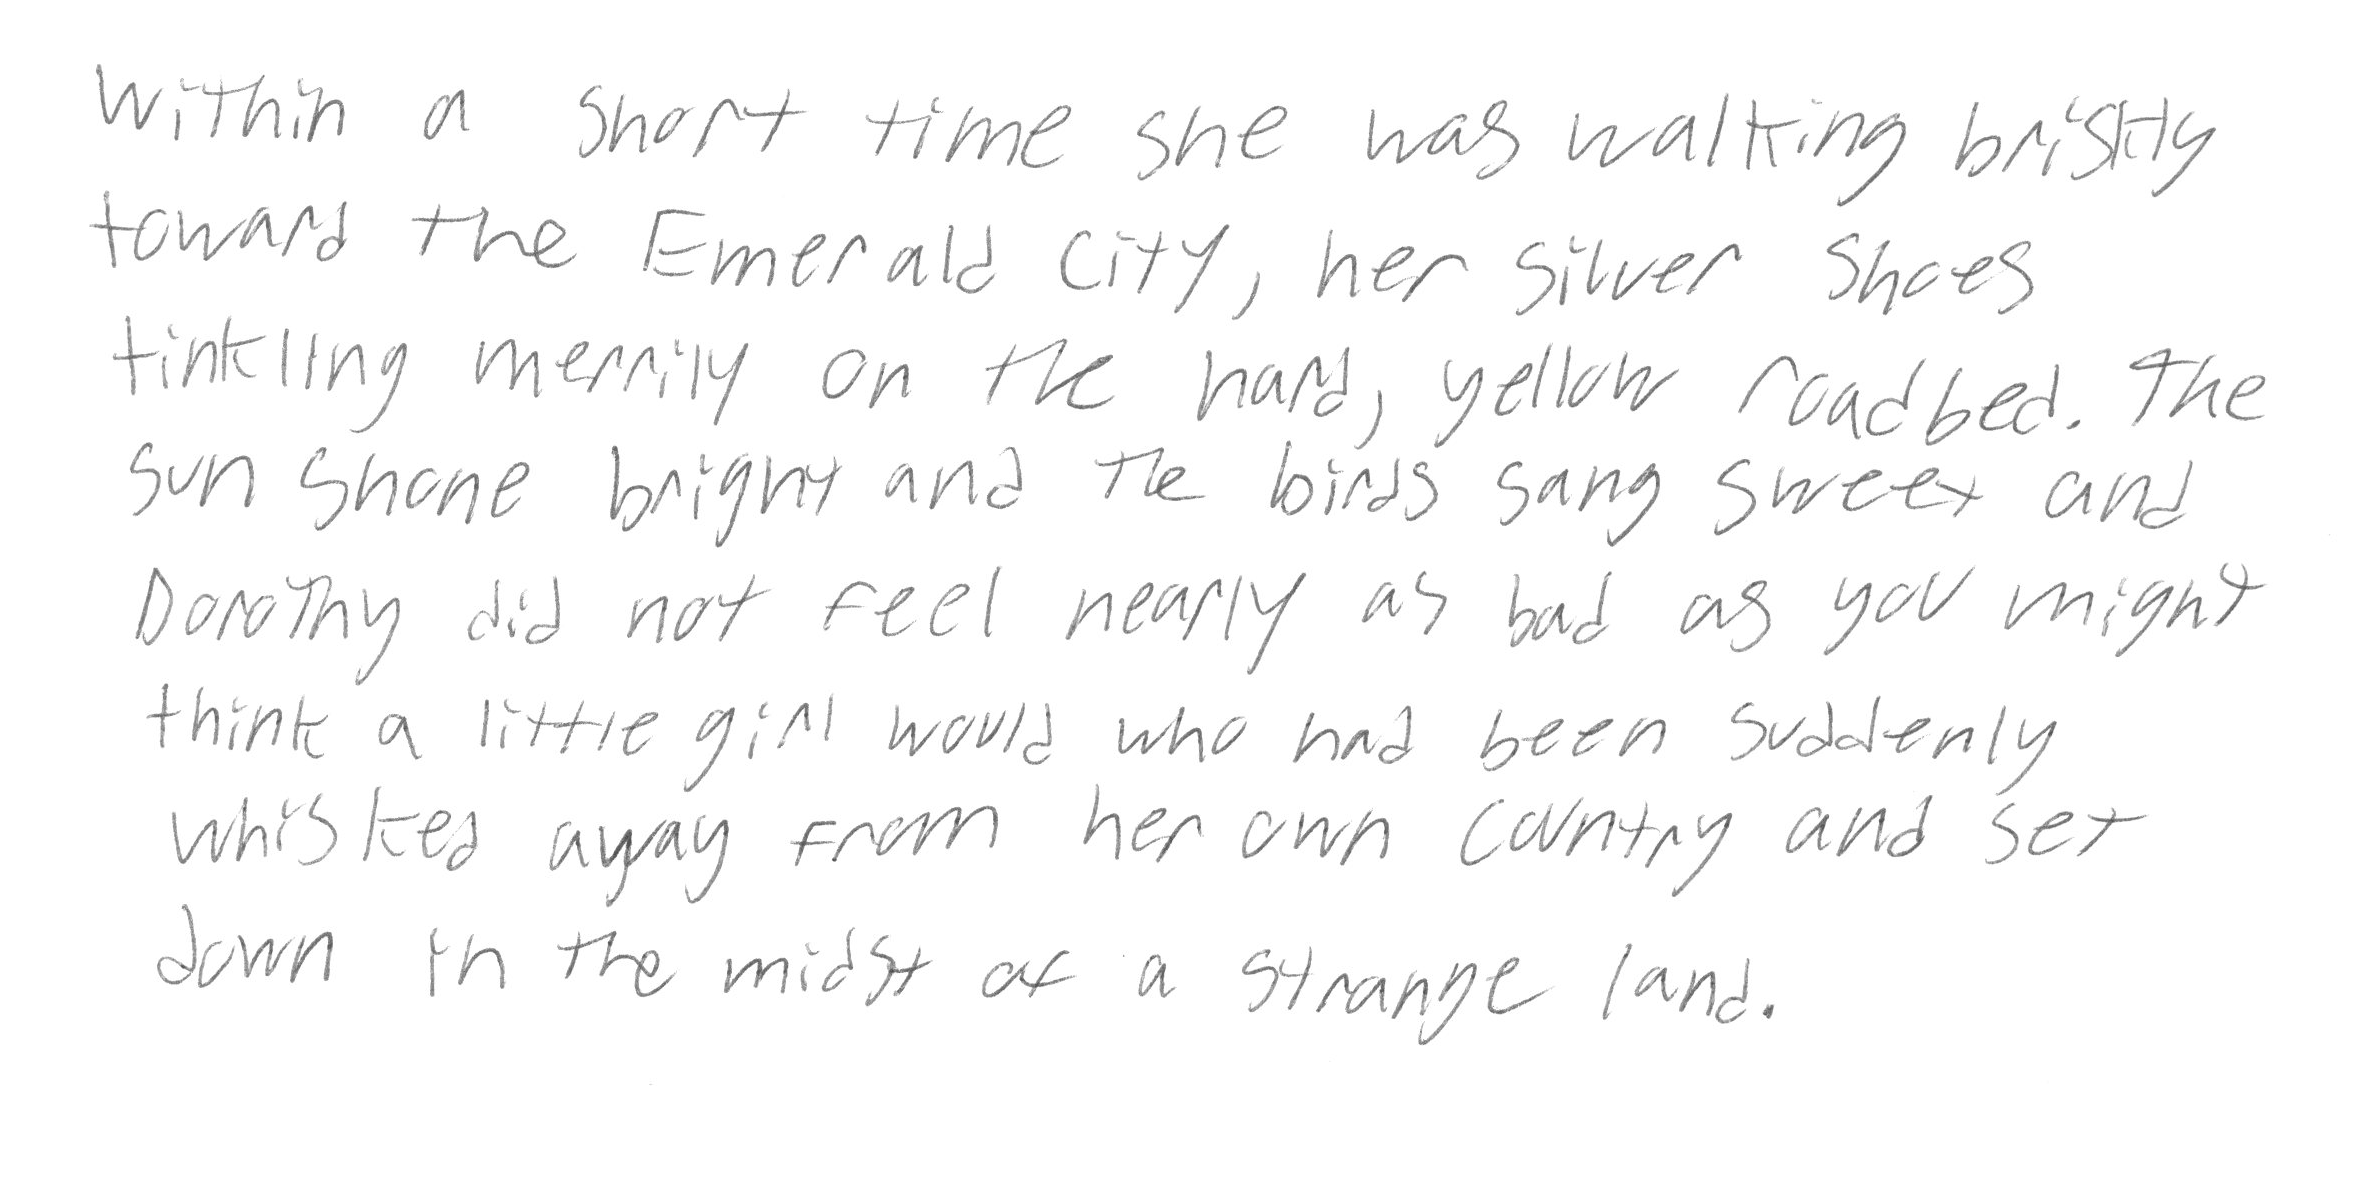 Within a short time she was walking briskly
toward the Emerald City, her silver shoes
tinkling merrily on the hard, yellow roadbed. The
sun shone bright and the birds sang sweet and
Dorothy did not feel nearly as bad as you might
think a little girl would who had been suddenly
whisked away from her own country and set
down in the midst of a strange land.